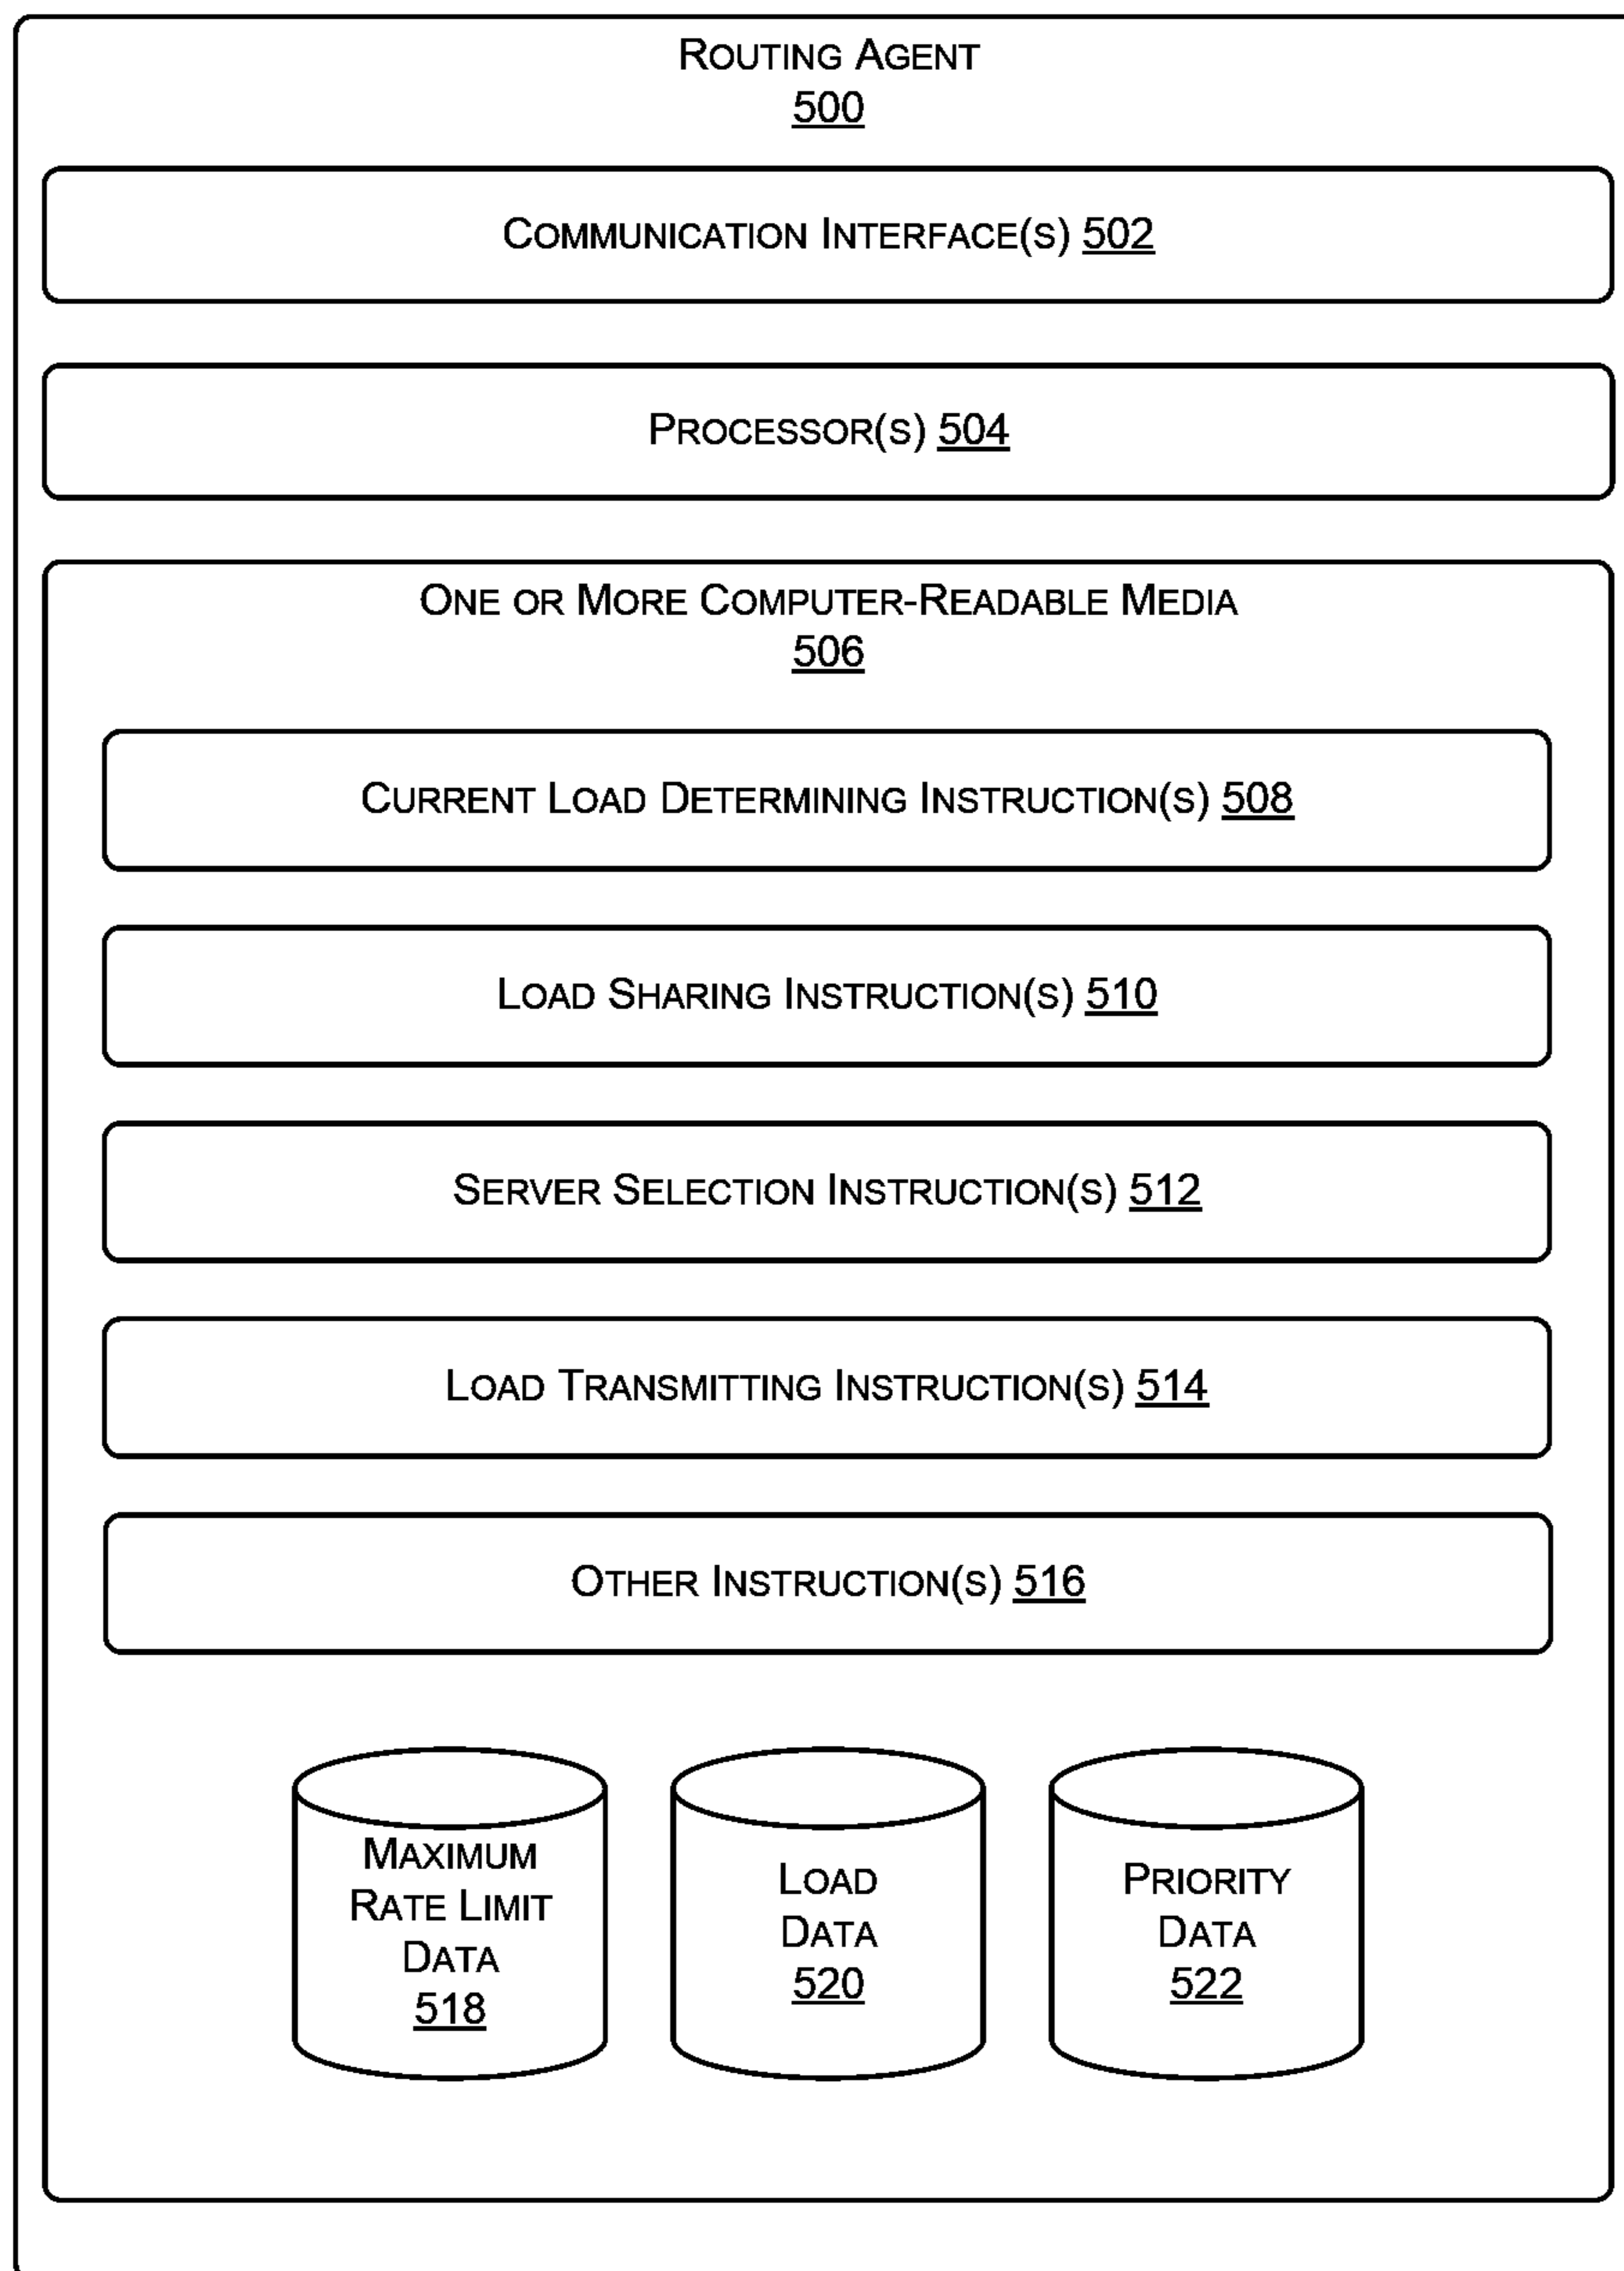 ROUTING AGENT
500
COMMUNICATION INTERFACE(S) 502
PROCESSOR(S) 504
ONE OR MORE COMPUTER-READABLE MEDIA
506
CURRENT LOAD DETERMINING INSTRUCTION(S) 508
LOAD SHARING INSTRUCTION(S) 510
SERVER SELECTION INSTRUCTION(S) 512
LOAD TRANSMITTING INSTRUCTION(S) 514
OTHER INSTRUCTION(S) 516
MAXIMUM
RATE LIMIT
DATA
518
LOAD
DATA
520
PRIORITY
DATA
522